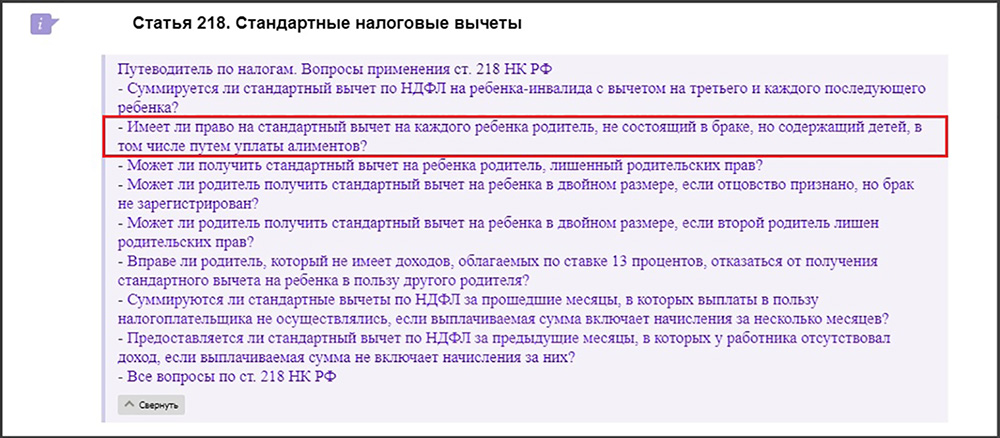 i
Статья 218. Стандартные налоговые вычеты
Путеводитель по налогам. Вопросы применения ст. 218 НК РФ
- Суммируется ли стандартный вычет по НДФЛ на ребенка-инвалида с вычетом на третьего и каждого последующего
ребенка?
- Имеет ли право на стандартный вычет на каждого ребенка родитель, не состоящий в браке, но содержащий детей, в
том числе путем уплаты алиментов?
- Может ли получить стандартный вычет на ребенка родитель, лишенный родительских прав?
- Может ли родитель получить стандартный вычет на ребенка в двойном размере, если отцовство признано, но брак
не зарегистрирован?
- Может ли родитель получить стандартный вычет на ребенка в двойном размере, если второй родитель лишен
родительских прав?
- Вправе ли родитель, который не имеет доходов, облагаемых по ставке 13 процентов, отказаться от получения
стандартного вычета на ребенка в пользу другого родителя?
- Суммируются ли стандартные вычеты по НДФЛ за прошедшие месяцы, в которых выплаты в пользу
налогоплательщика не осуществлялись, если выплачиваемая сумма включает начисления за несколько месяцев?
- Предоставляется ли стандартный вычет по НДФЛ за предыдущие месяцы, в которых у работника отсутствовал
доход, если выплачиваемая сумма не включает начисления за них?
- Все вопросы по ст. 218 НК РФ
Свернуть